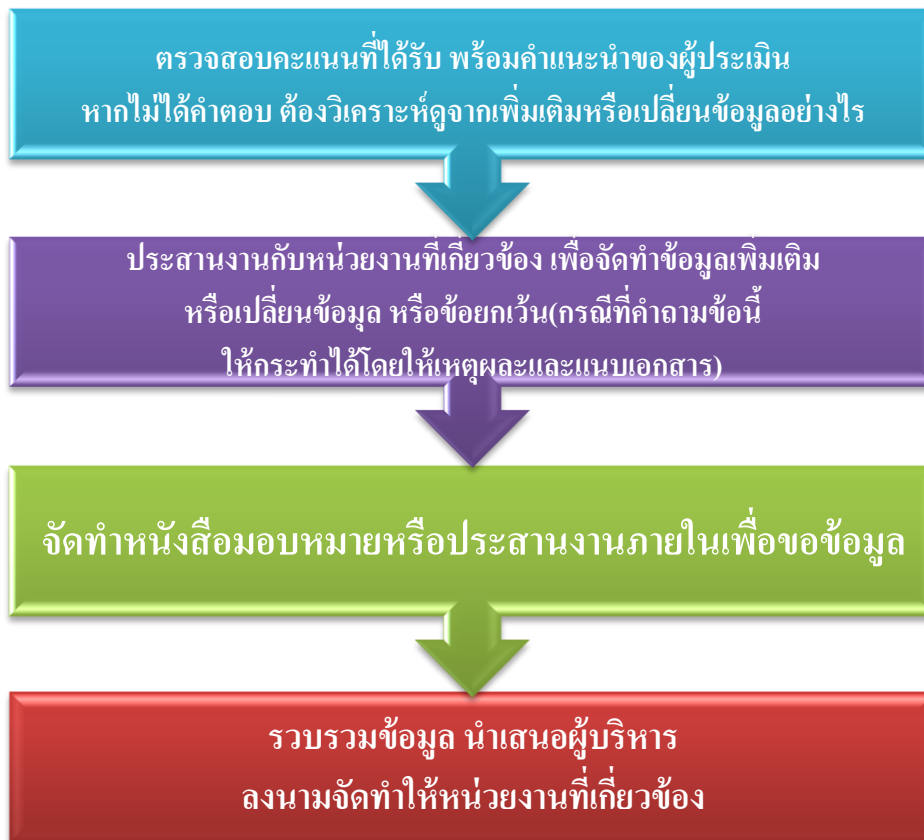 ตรวจสอบคะแนนที่ได้รับ พร้อมคำแนะนำของผู้ประเมิน
หากไม่ได้คำตอบ ต้องวิเคราะห์ดูจากเพิ่มเติมหรือเปลี่ยนข้อมูลอย่างไร
ประสานงานกับหน่วยงานที่เกี่ยวข้อง เพื่อจัดทำข้อมูลเพิ่มเติม
หรือเปลี่ยนข้อมุล หรือข้อยกเว้น(กรณีที่คำถามข้อนี้
ให้กระทำได้โดยให้เหตุผละและแนบเอกสาร)
จัดทำหนังสือมอบหมายหรือประสานงานภายในเพื่อขอข้อมูล
รวบรวมข้อมูล นำเสนอผู้บริหาร
ลงนามจัดทำให้หน่วยงานที่เกี่ยวข้อง